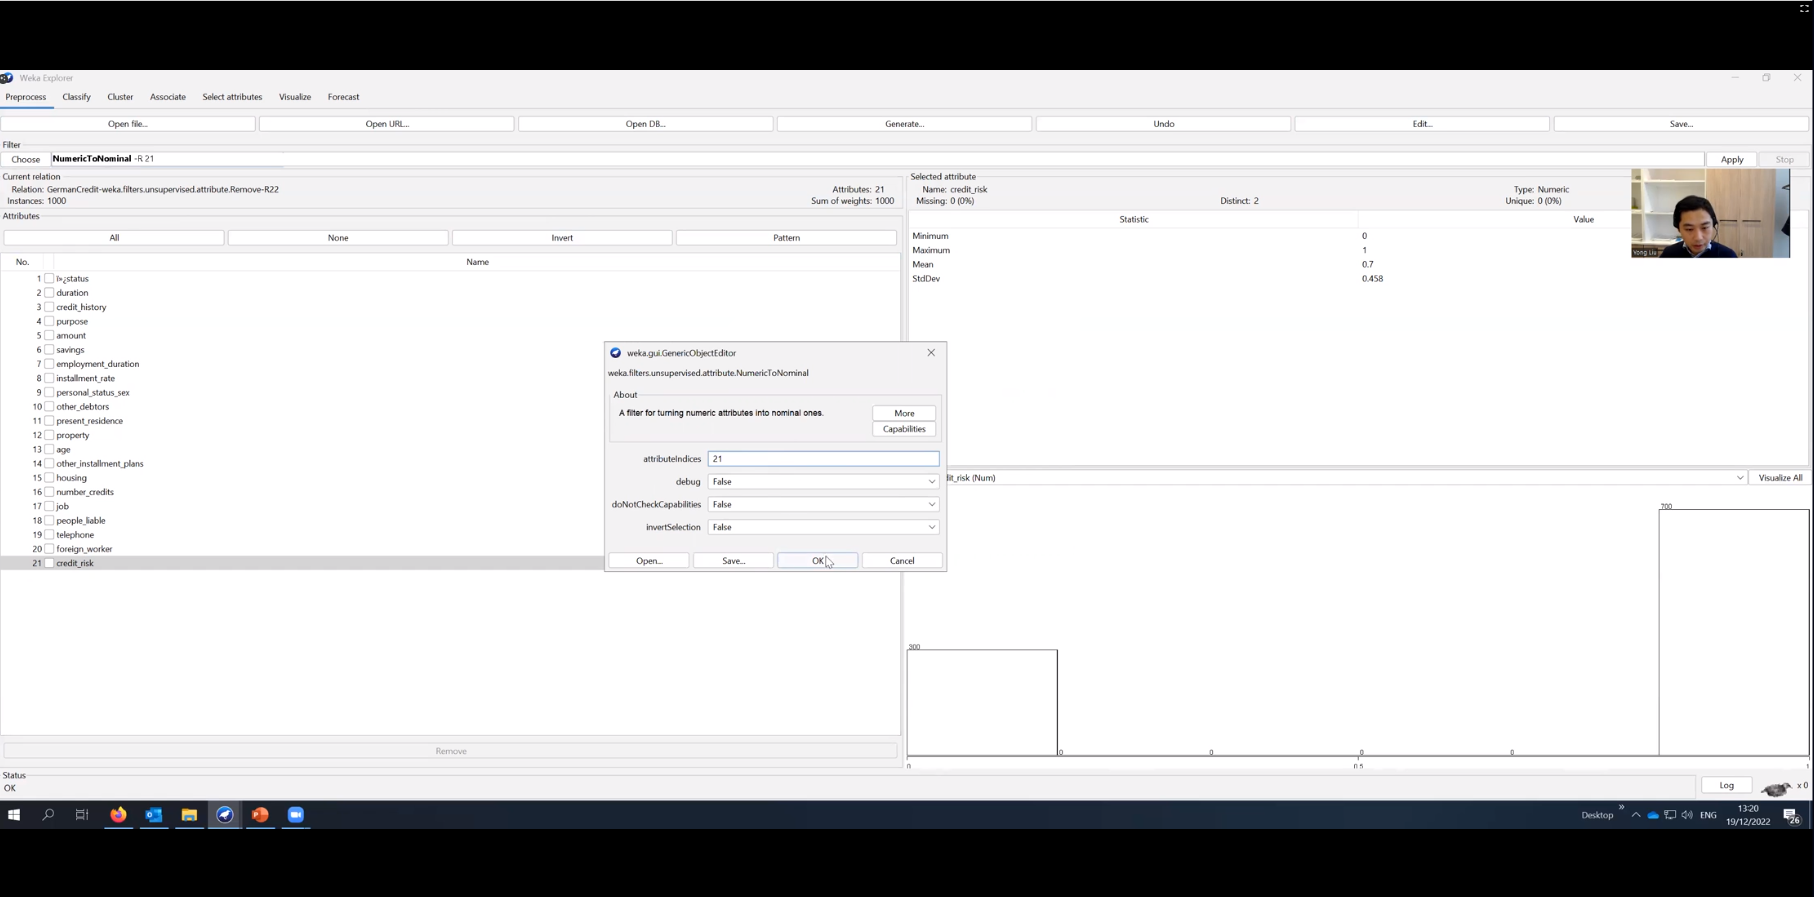 Weka Explorer
Preprocess Classify Cluster Associate Select attributes Visualize Forecast
Open file... Open URL... Open DB... Generate... Undo Edit... Save...
Filter
Choose NumericToNominal -R 21 Apply Stop
Current relation
Relation: GermanCredit-weka.filters.unsupervised.attribute.Remove-R22 Attributes: 21
Instances: 1000 Sum of weights: 1000
Selected attribute
Name: credit_risk Type: Numeric
Missing: 0 (0%) Distinct: 2 Unique: 0 (0%)
Attributes
All None Invert Pattern
Statistic Value
Minimum 0
Maximum 1
Mean 0.7
StdDev 0.458
Yong Liu
No. Name
1 ï»¿status
2 duration
3 credit_history
4 purpose
5 amount
6 savings
7 employment_duration
8 installment_rate
9 personal_status_sex
10 other_debtors
11 present_residence
12 property
13 age
14 other_installment_plans
15 housing
16 number_credits
17 job
18 people_liable
19 telephone
20 foreign_worker
21 credit_risk
weka.gui.GenericObjectEditor
weka.filters.unsupervised.attribute.NumericToNominal
About
A filter for turning numeric attributes into nominal ones. More
Capabilities
attributeIndices 21
debug False
doNotCheckCapabilities False
invertSelection False
Open... Save... OK Cancel
dit_risk (Num) Visualize All
700
300
0 0 0 0
0 0.5 1
Remove
Status
OK
Log x 0
Desktop ENG 13:20
19/12/2022 26